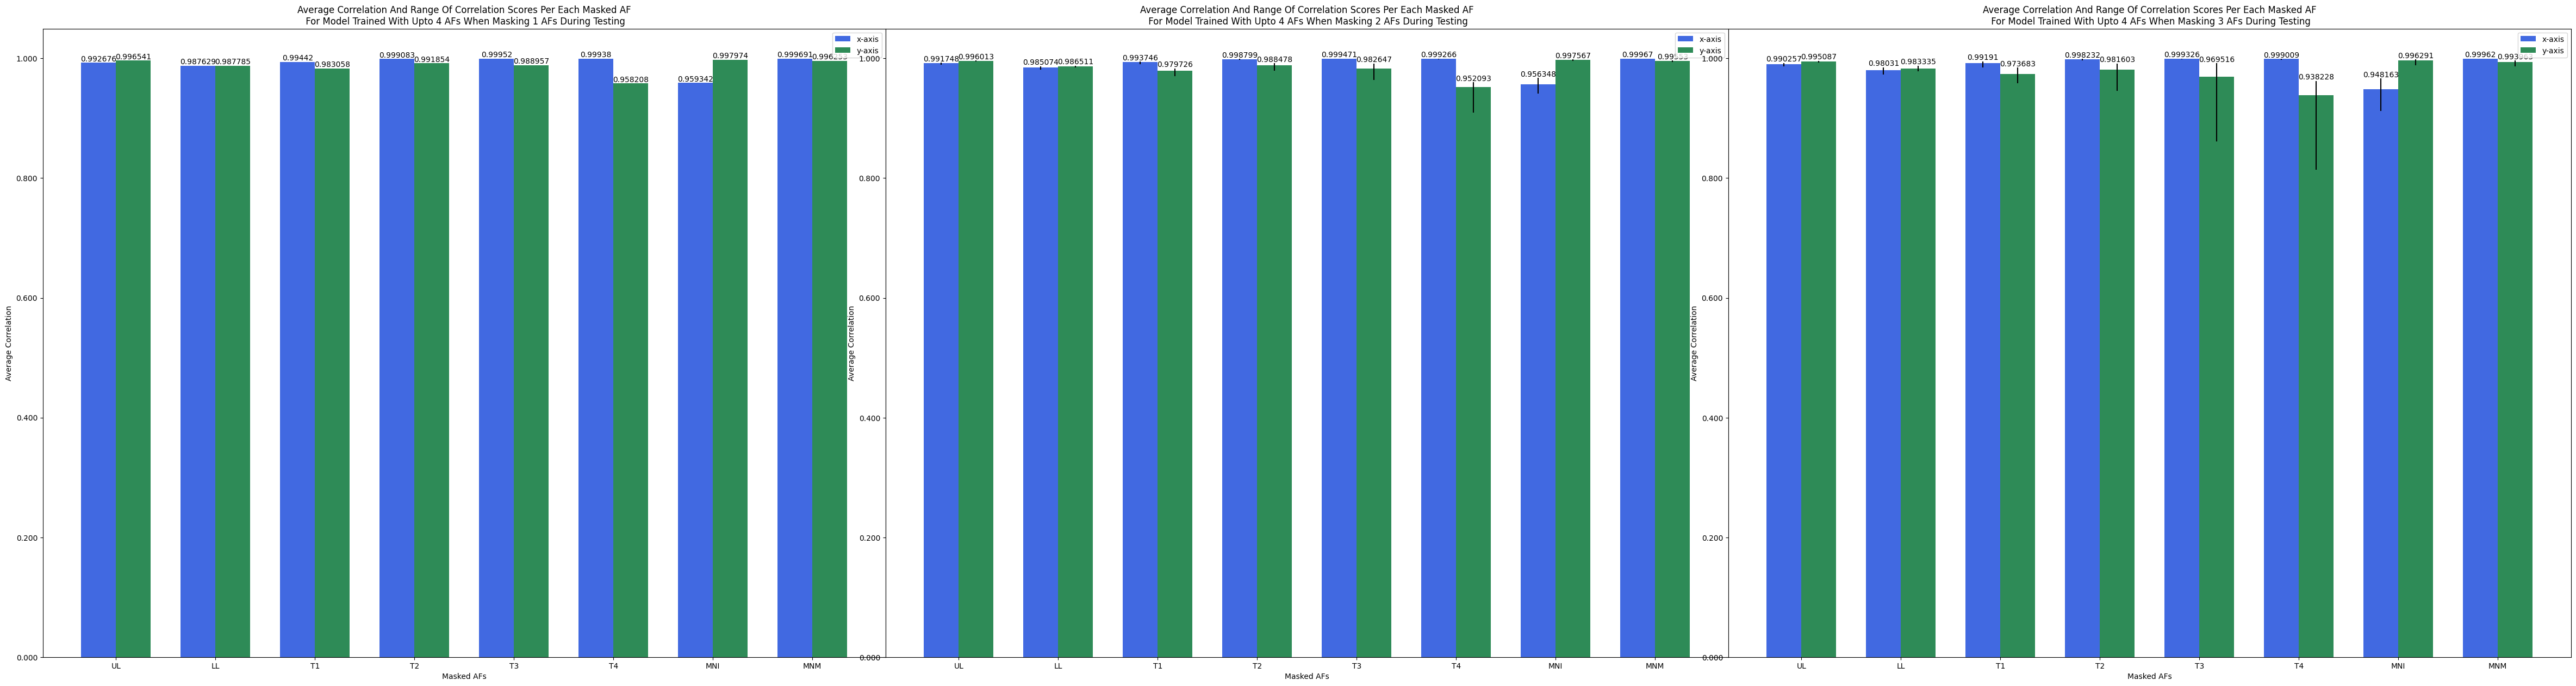 Average Correlation And Range Of Correlation Scores Per Each Masked AF
For Model Trained With Upto 4 AFs When Masking 1 AFs During Testing
x-axis
y-axis
1.000
0.800
0.600
0.400
0.200
0.000
Average Correlation
0.992676 0.996541 0.987629 0.987785 0.99442 0.983058 0.999083 0.991854 0.99952 0.988957 0.99938 0.958208 0.959342 0.997974 0.999691
UL LL T1 T2 T3 T4 MNI MNM
Masked AFs
Average Correlation And Range Of Correlation Scores Per Each Masked AF
For Model Trained With Upto 4 AFs When Masking 2 AFs During Testing
x-axis
y-axis
1.000
0.800
0.600
0.400
0.200
0.000
Average Correlation
0.991748 0.996013 0.985074 0.986511 0.993746 0.979726 0.998799 0.988478 0.999471 0.982647 0.999266 0.952093 0.956348 0.997567 0.99967
UL LL T1 T2 T3 T4 MNI MNM
Masked AFs
Average Correlation And Range Of Correlation Scores Per Each Masked AF
For Model Trained With Upto 4 AFs When Masking 3 AFs During Testing
x-axis
y-axis
1.000
0.800
0.600
0.400
0.200
0.000
Average Correlation
0.990257 0.995087 0.98031 0.983335 0.99191 0.973683 0.998232 0.981603 0.999326 0.969516 0.999009 0.938228 0.948163 0.996291 0.99962
UL LL T1 T2 T3 T4 MNI MNM
Masked AFs